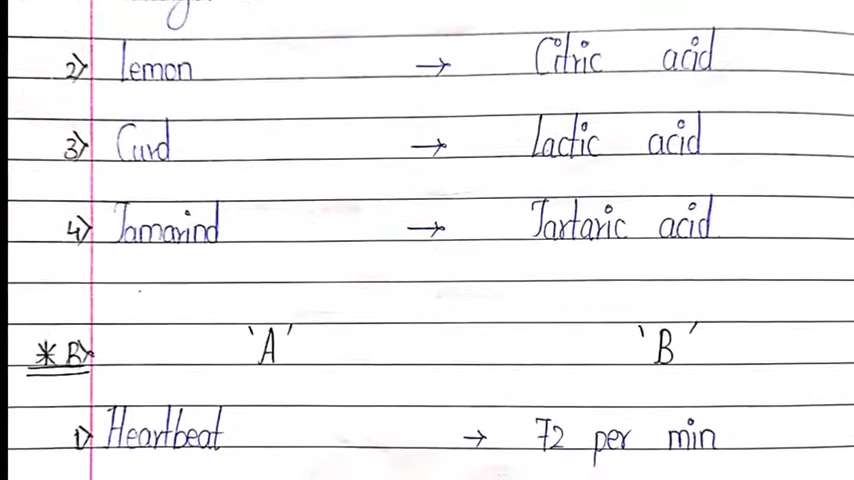 2) Lemon → Citric acid
3) Curd → Lactic acid
4) Tamarind → Tartaric acid
* B) 'A' 'B'
1) Heartbeat → 72 per min